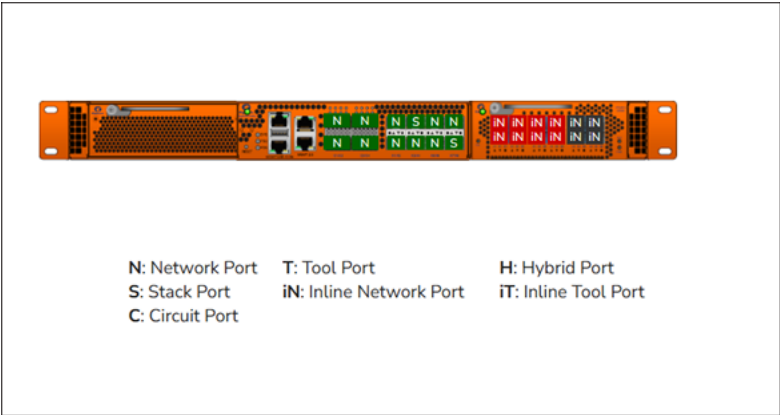 N N N S N N iN iN iN iN iN iN
N N N N N S iN iN iN iN iN iN
N: Network Port T: Tool Port H: Hybrid Port
S: Stack Port iN: Inline Network Port iT: Inline Tool Port
C: Circuit Port